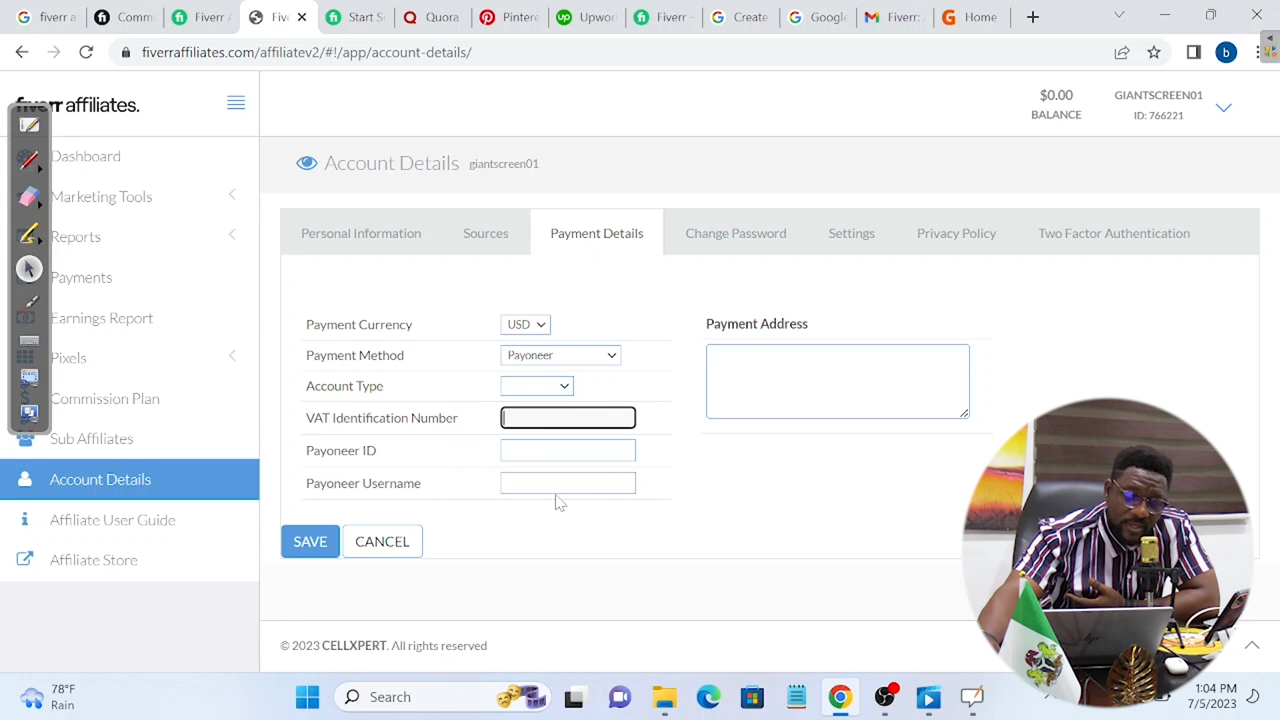 fiverr a
Comm
Fiverr A
Five
Start S
Quora
Pintere
Upwor
Fiverr -
Create
Google
Fiverr:
Home
fiverraffiliates.com/affiliatev2/#!/app/account-details/
b
fiverr affiliates.
$0.00
BALANCE
GIANTSCREEN01
ID: 766221
Dashboard
Marketing Tools
Reports
Payments
Earnings Report
Pixels
Commission Plan
Sub Affiliates
Account Details
Affiliate User Guide
Affiliate Store
Account Details giantscreen01
Personal Information Sources Payment Details Change Password Settings Privacy Policy Two Factor Authentication
Payment Currency USD
Payment Method Payoneer
Account Type
VAT Identification Number
Payoneer ID
Payoneer Username
Payment Address
SAVE CANCEL
© 2023 CELLXPERT. All rights reserved
78°F
Rain
Search
1:04 PM
7/5/2023